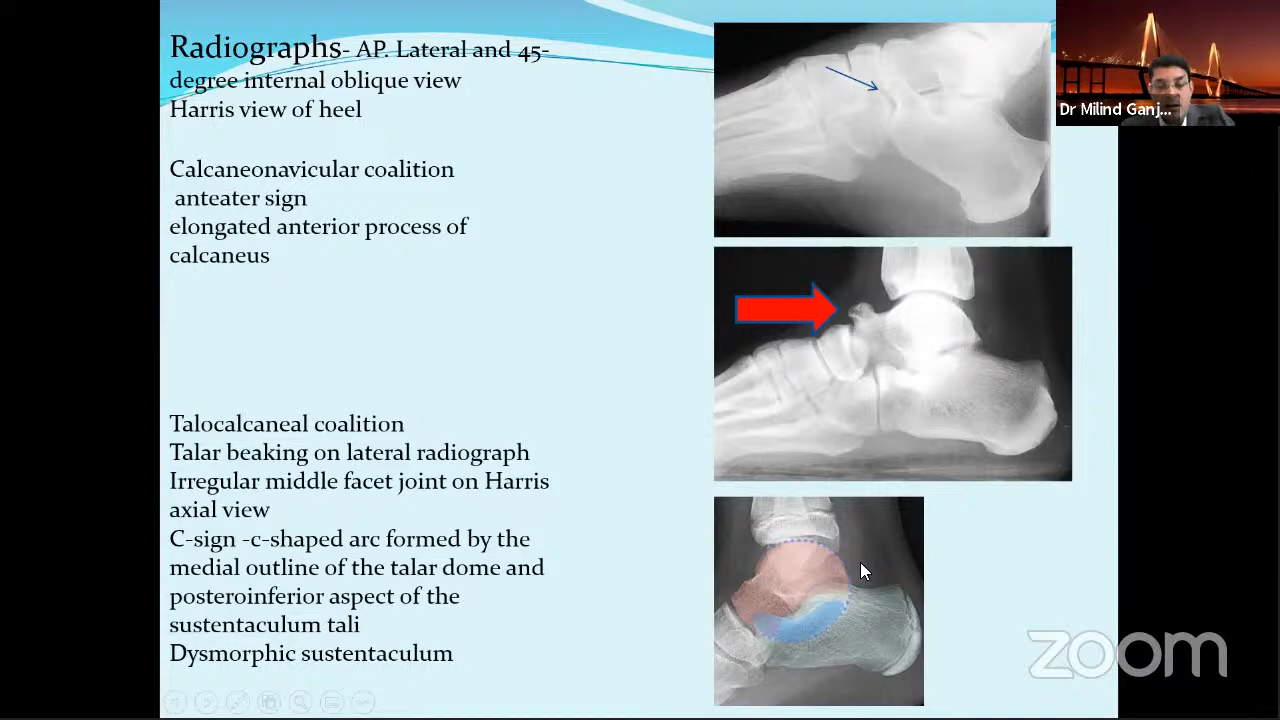 Radiographs- AP. Lateral and 45-
degree internal oblique view
Harris view of heel
Calcaneonavicular coalition
anteater sign
elongated anterior process of
calcaneus
Talocalcaneal coalition
Talar beaking on lateral radiograph
Irregular middle facet joint on Harris
axial view
C-sign -c-shaped arc formed by the
medial outline of the talar dome and
posteroinferior aspect of the
sustentaculum tali
Dysmorphic sustentaculum
Dr Milind Ganj...
zoom